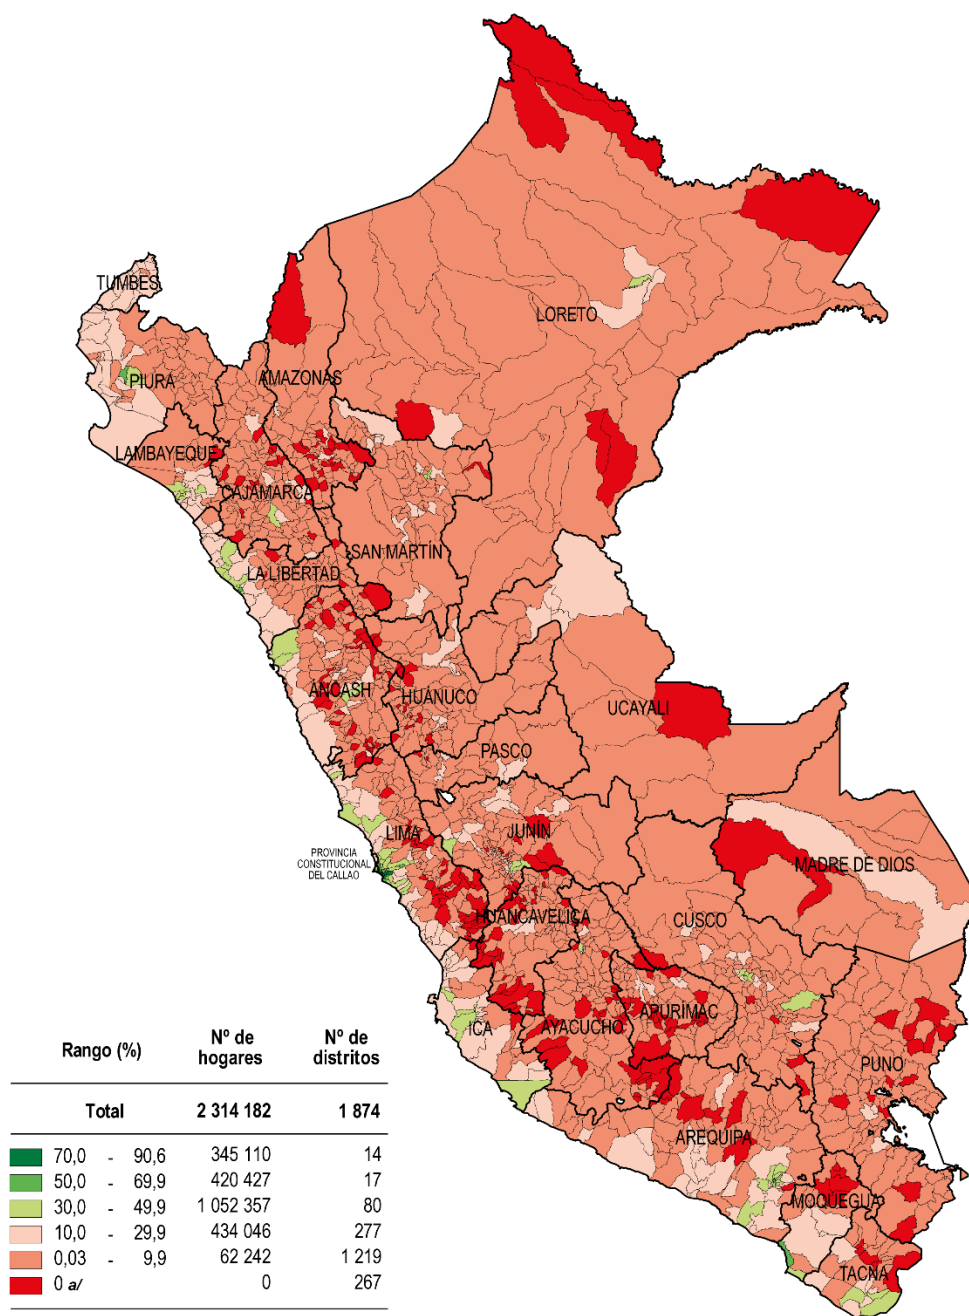 TUMBES
LORETO
PIURA
AMAZONAS
LAMBAYEQUE
CAJAMARCA
SAN MARTÍN
LA LIBERTAD
ÁNCASH
HUÁNUCO
UCAYALI
PASCO
LIMA
JUNÍN
PROVINCIA
CONSTITUCIONAL
DEL CALLAO
MADRE DE DIOS
HUANCAVELICA
CUSCO
ICA
AYACUCHO
APURÍMAC
PUNO
AREQUIPA
MOQUEGUA
TACNA
Rango (%) Nº de hogares Nº de distritos
Total 2 314 182 1 874
70,0 - 90,6 345 110 14
50,0 - 69,9 420 427 17
30,0 - 49,9 1 052 357 80
10,0 - 29,9 434 046 277
0,03 - 9,9 62 242 1 219
0 a/ 0 267